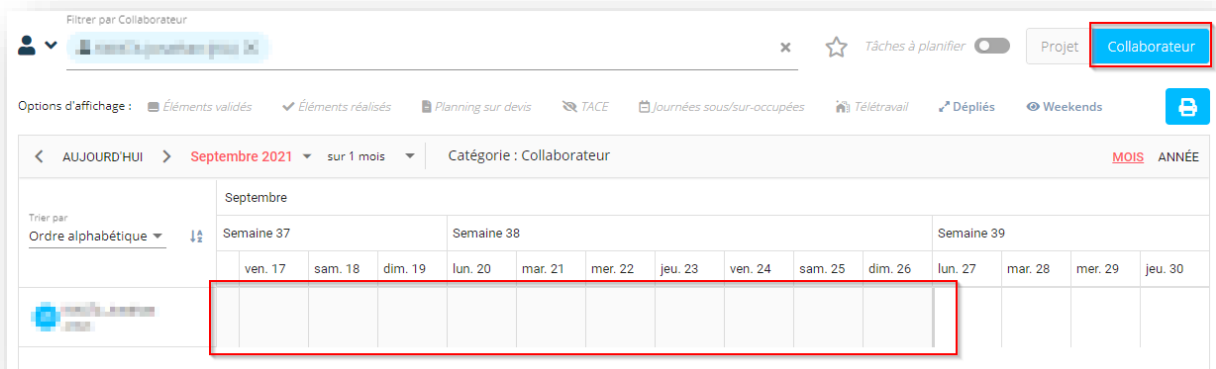 Filtrer par Collaborateur
Tâches à planifier Projet Collaborateur
Options d'affichage : Éléments validés Éléments réalisés Planning sur devis TACE Journées sous/sur-occupées Télétravail Dépliés Weekends
AUJOURD'HUI Septembre 2021 sur 1 mois Catégorie : Collaborateur MOIS ANNÉE
Septembre
Trier par
Ordre alphabétique Semaine 37 Semaine 38 Semaine 39
ven. 17 sam. 18 dim. 19 lun. 20 mar. 21 mer. 22 jeu. 23 ven. 24 sam. 25 dim. 26 lun. 27 mar. 28 mer. 29 jeu. 30